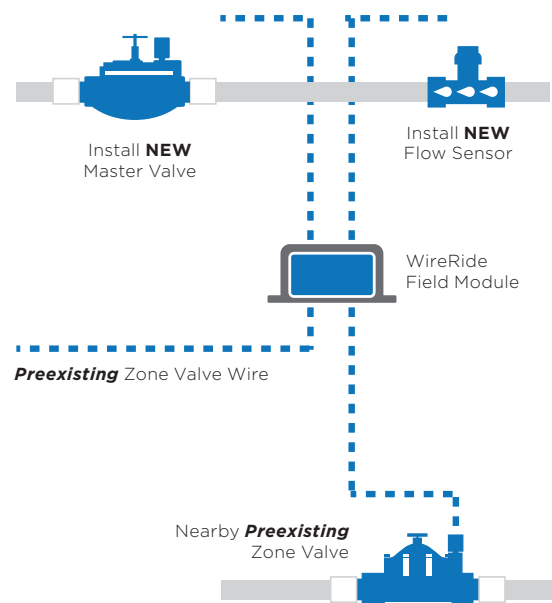 Install NEW
Master Valve
Install NEW
Flow Sensor
WireRide
Field Module
Preexisting Zone Valve Wire
Nearby Preexisting
Zone Valve